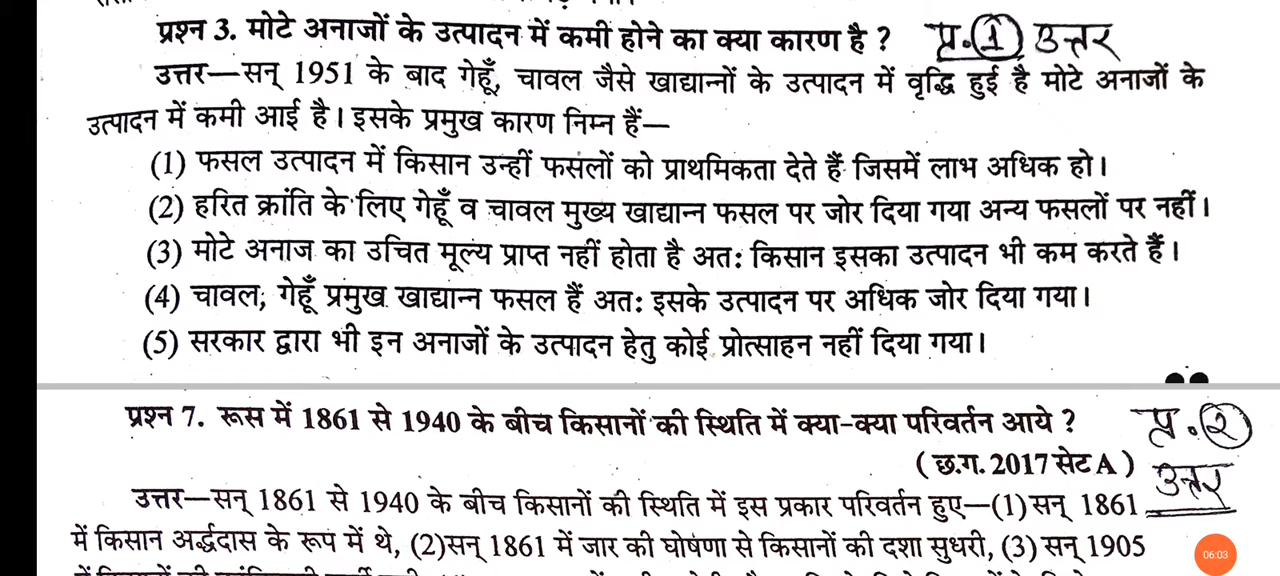 प्रश्न 3. मोटे अनाजों के उत्पादन में कमी होने का क्या कारण है ? प्र.① उत्तर
उत्तर—सन् 1951 के बाद गेहूँ, चावल जैसे खाद्यान्नों के उत्पादन में वृद्धि हुई है मोटे अनाजों के
उत्पादन में कमी आई है। इसके प्रमुख कारण निम्न हैं—
(1) फसल उत्पादन में किसान उन्हीं फसलों को प्राथमिकता देते हैं जिसमें लाभ अधिक हो।
(2) हरित क्रांति के लिए गेहूँ व चावल मुख्य खाद्यान्न फसल पर जोर दिया गया अन्य फसलों पर नहीं।
(3) मोटे अनाज का उचित मूल्य प्राप्त नहीं होता है अतः किसान इसका उत्पादन भी कम करते हैं।
(4) चावल, गेहूँ प्रमुख खाद्यान्न फसल हैं अतः इसके उत्पादन पर अधिक जोर दिया गया।
(5) सरकार द्वारा भी इन अनाजों के उत्पादन हेतु कोई प्रोत्साहन नहीं दिया गया।
प्रश्न 7. रूस में 1861 से 1940 के बीच किसानों की स्थिति में क्या-क्या परिवर्तन आये ? प्र.②
(छ.ग. 2017 सेट A) उत्तर
उत्तर—सन् 1861 से 1940 के बीच किसानों की स्थिति में इस प्रकार परिवर्तन हुए—(1) सन् 1861
में किसान अर्द्धदास के रूप में थे, (2) सन् 1861 में जार की घोषणा से किसानों की दशा सुधरी, (3) सन् 1905
06:03